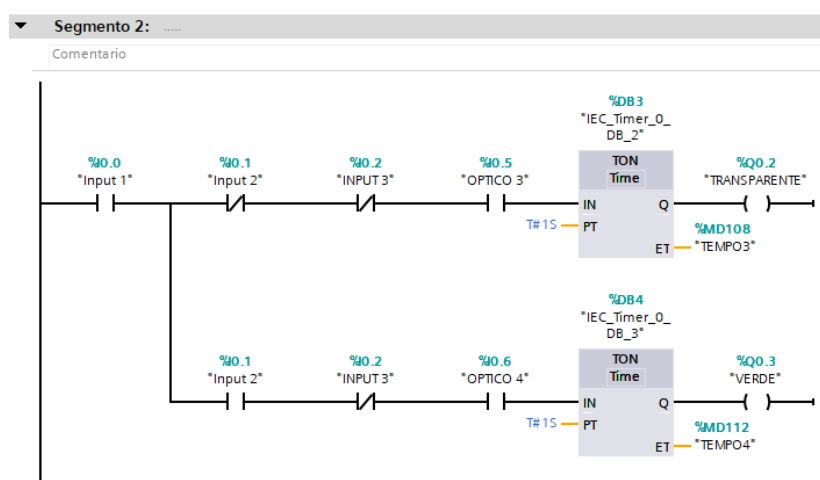 Segmento 2: .....
Comentario
%DB3
"IEC_Timer_0_
DB_2"
%I0.0 %I0.1 %I0.2 %I0.5 TON %Q0.2
"Input 1" "Input 2" "INPUT 3" "OPTICO 3" Time "TRANSPARENTE"
IN Q
T#1S PT %MD108
ET "TEMPO3"
%DB4
"IEC_Timer_0_
DB_3"
%I0.1 %I0.2 %I0.6 TON %Q0.3
"Input 2" "INPUT 3" "OPTICO 4" Time "VERDE"
IN Q
T#1S PT %MD112
ET "TEMPO4"